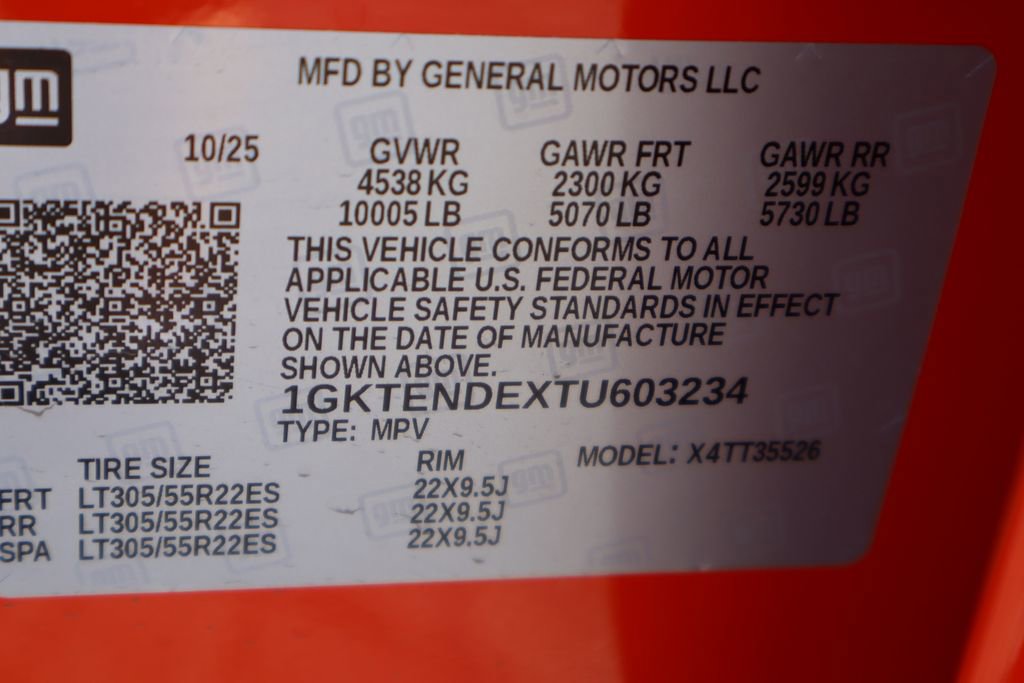 gm
MFD BY GENERAL MOTORS LLC
10/25 GVWR GAWR FRT GAWR RR
4538 KG 2300 KG 2599 KG
10005 LB 5070 LB 5730 LB
THIS VEHICLE CONFORMS TO ALL
APPLICABLE U.S. FEDERAL MOTOR
VEHICLE SAFETY STANDARDS IN EFFECT
ON THE DATE OF MANUFACTURE
SHOWN ABOVE.
1GKTENDEXTU603234
TYPE: MPV
TIRE SIZE RIM MODEL: X4TT35526
FRT LT305/55R22ES 22X9.5J
RR LT305/55R22ES 22X9.5J
SPA LT305/55R22ES 22X9.5J